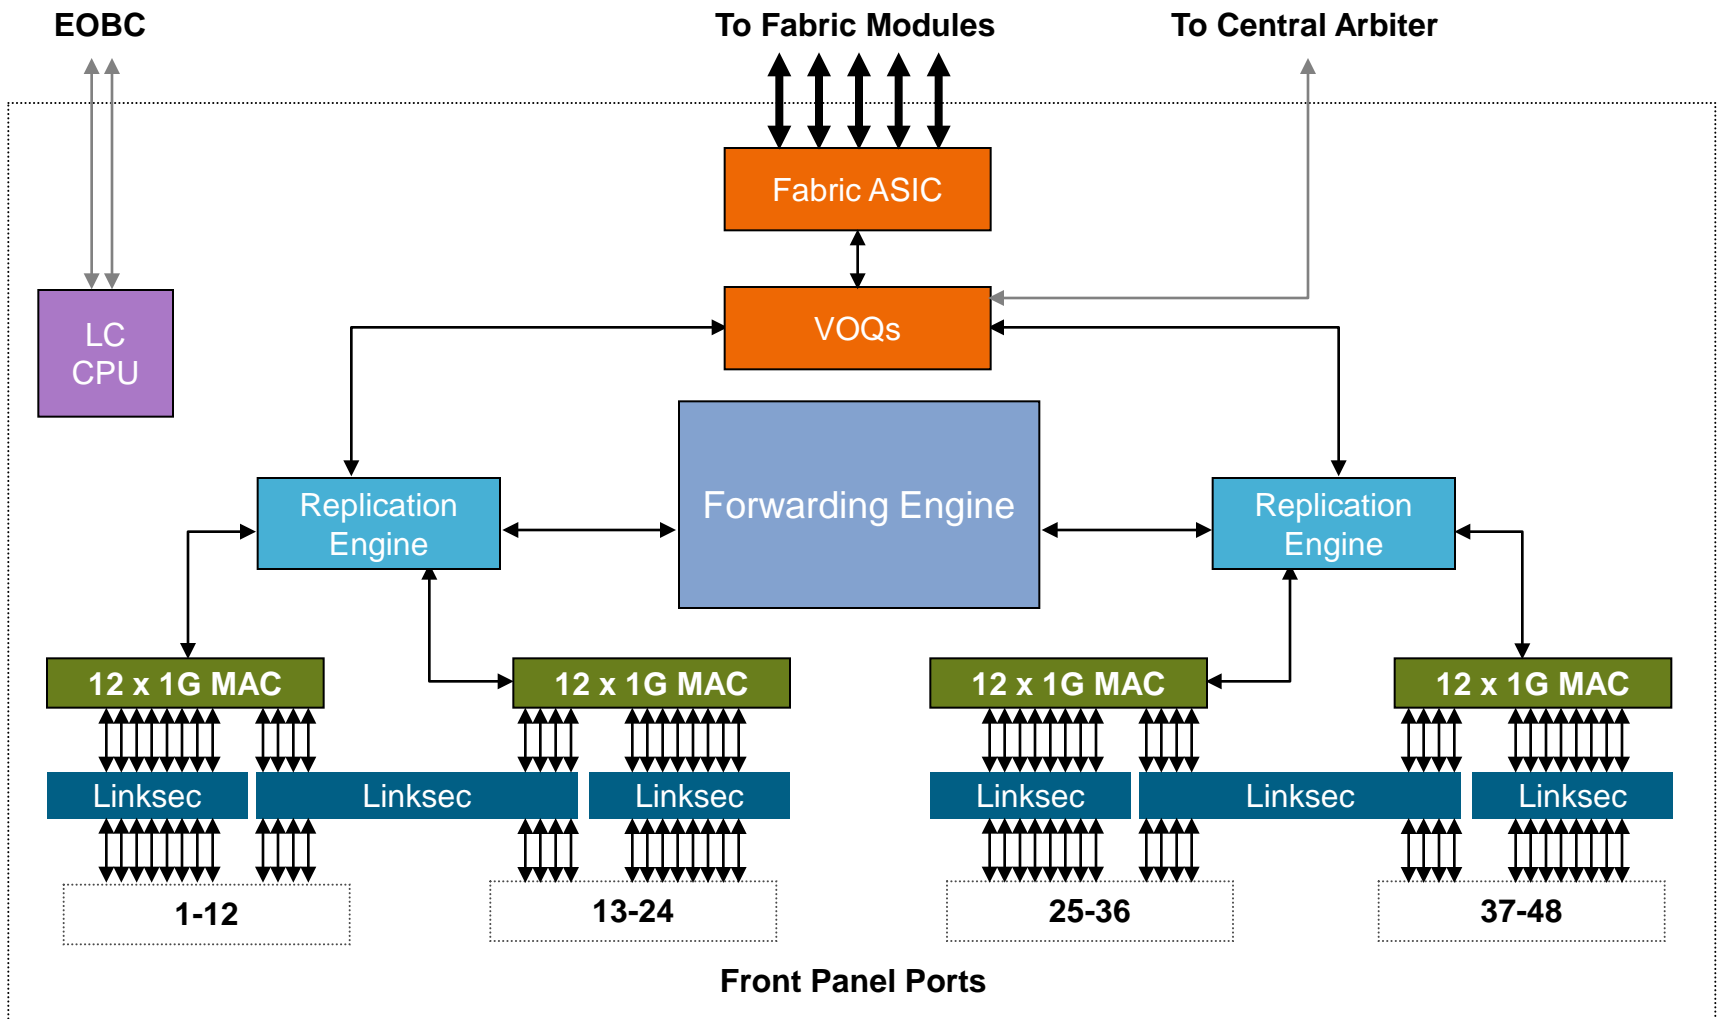 EOBC
To Fabric Modules
To Central Arbiter
Fabric ASIC
LC
CPU
VOQs
Replication
Engine
Forwarding Engine
Replication
Engine
12 x 1G MAC
12 x 1G MAC
12 x 1G MAC
12 x 1G MAC
Linksec
Linksec
Linksec
Linksec
Linksec
Linksec
1-12
13-24
25-36
37-48
Front Panel Ports